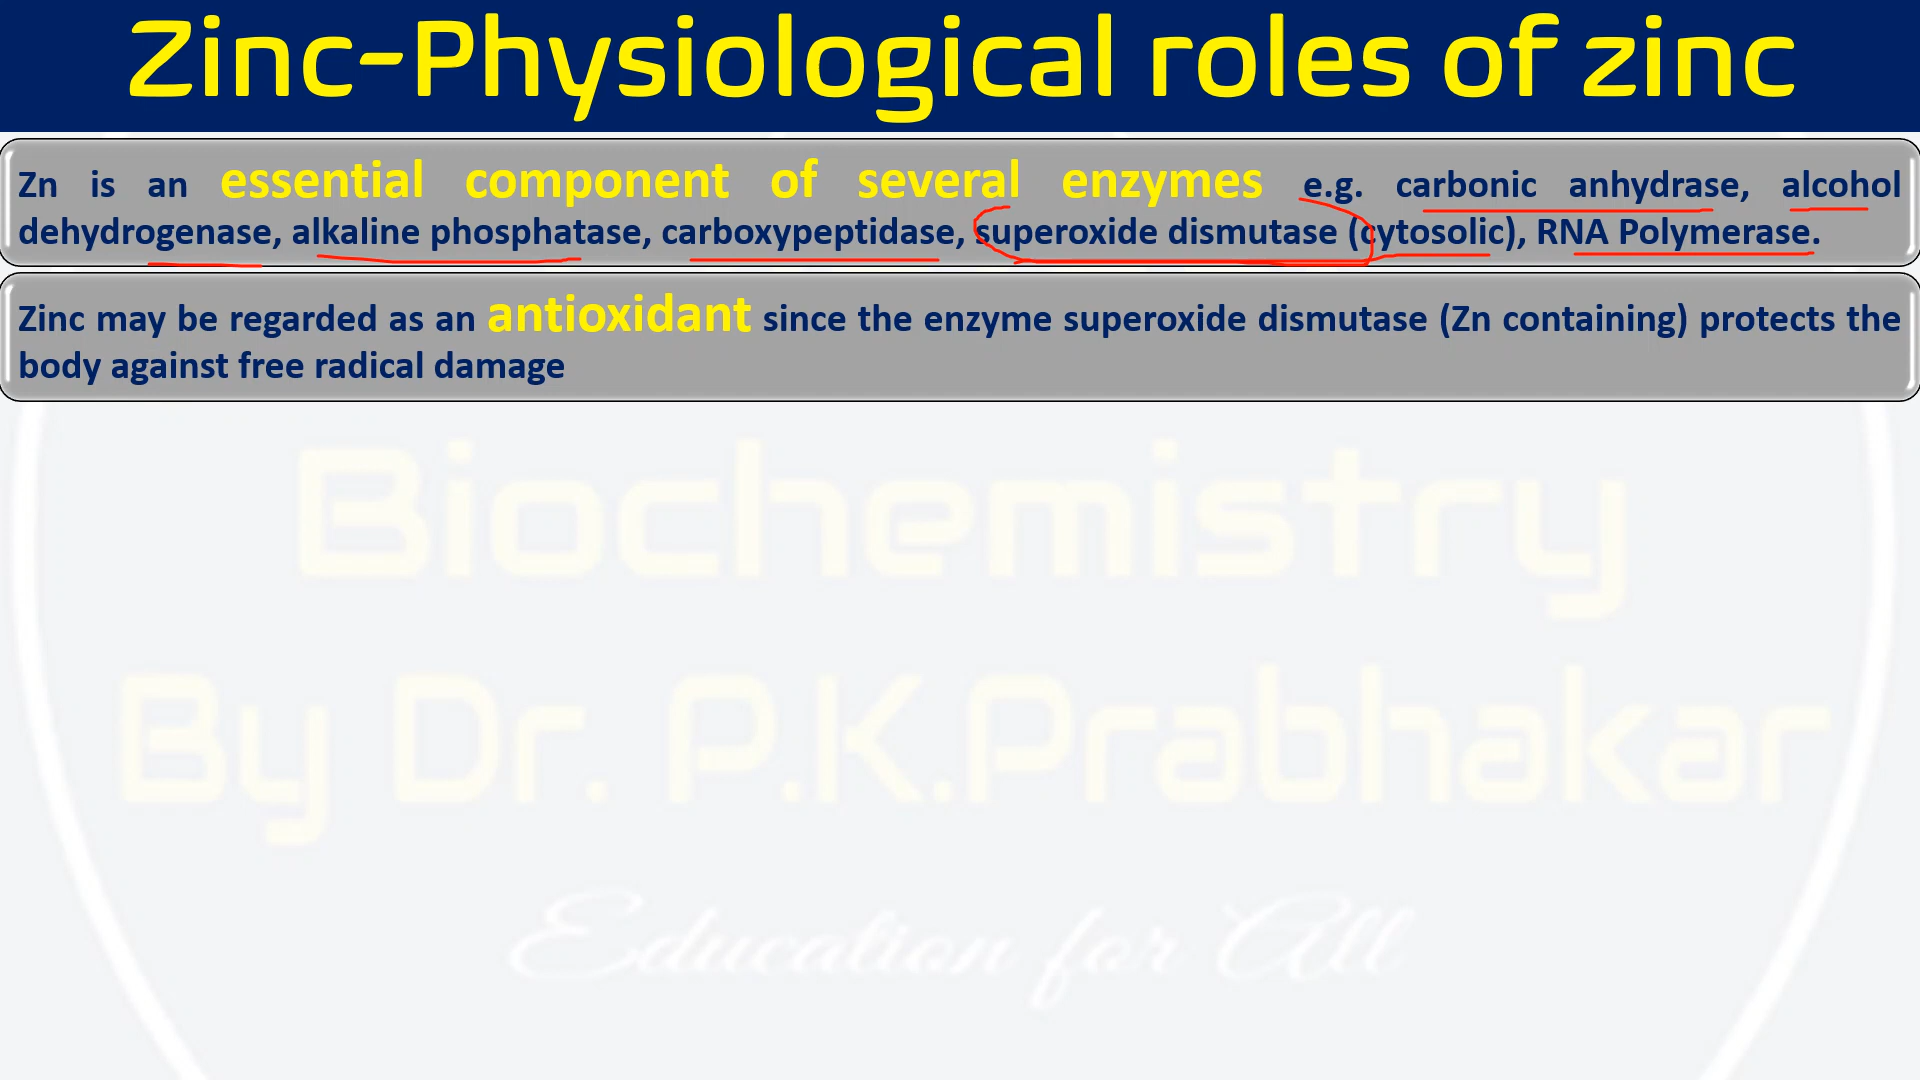 Zinc-Physiological roles of zinc
Zn is an essential component of several enzymes e.g. carbonic anhydrase, alcohol
dehydrogenase, alkaline phosphatase, carboxypeptidase, superoxide dismutase (cytosolic), RNA Polymerase.
Zinc may be regarded as an antioxidant since the enzyme superoxide dismutase (Zn containing) protects the
body against free radical damage
Biochemistry
By Dr. P.K.Prabhakar
Education for All